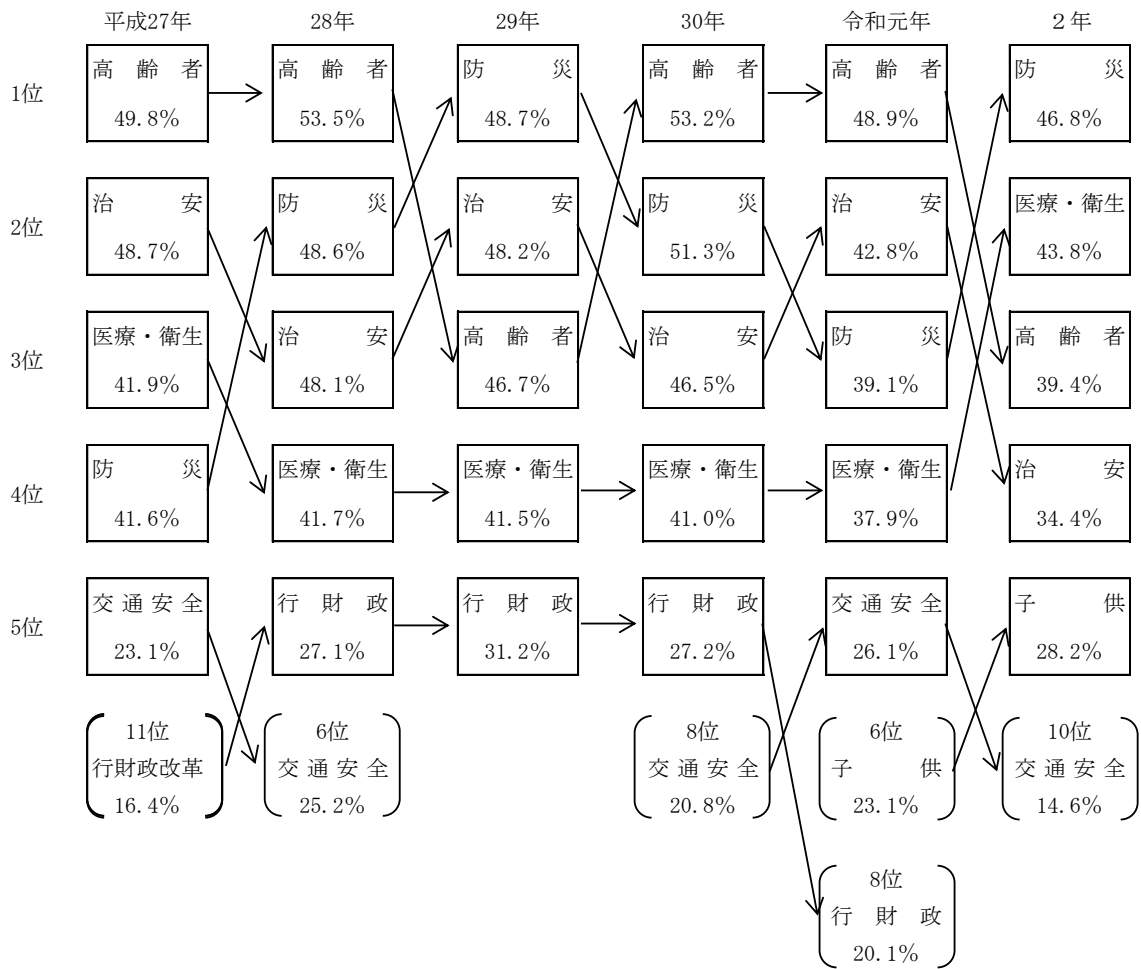 平成27年 28年 29年 30年 令和元年 ２年
1位
高齢者 高齢者 防災 高齢者 高齢者 防災
49.8％ 53.5％ 48.7％ 53.2％ 48.9％ 46.8％
2位
治安 防災 治安 防災 治安 医療・衛生
48.7％ 48.6％ 48.2％ 51.3％ 42.8％ 43.8％
3位
医療・衛生 治安 高齢者 治安 防災 高齢者
41.9％ 48.1％ 46.7％ 46.5％ 39.1％ 39.4％
4位
防災 医療・衛生 医療・衛生 医療・衛生 医療・衛生 治安
41.6％ 41.7％ 41.5％ 41.0％ 37.9％ 34.4％
5位
交通安全 行財政 行財政 行財政 交通安全 子供
23.1％ 27.1％ 31.2％ 27.2％ 26.1％ 28.2％
11位 6位 8位 6位 10位
行財政改革 交通安全 交通安全 子供 交通安全
16.4％ 25.2％ 20.8％ 23.1％ 14.6％
8位
行財政
20.1％